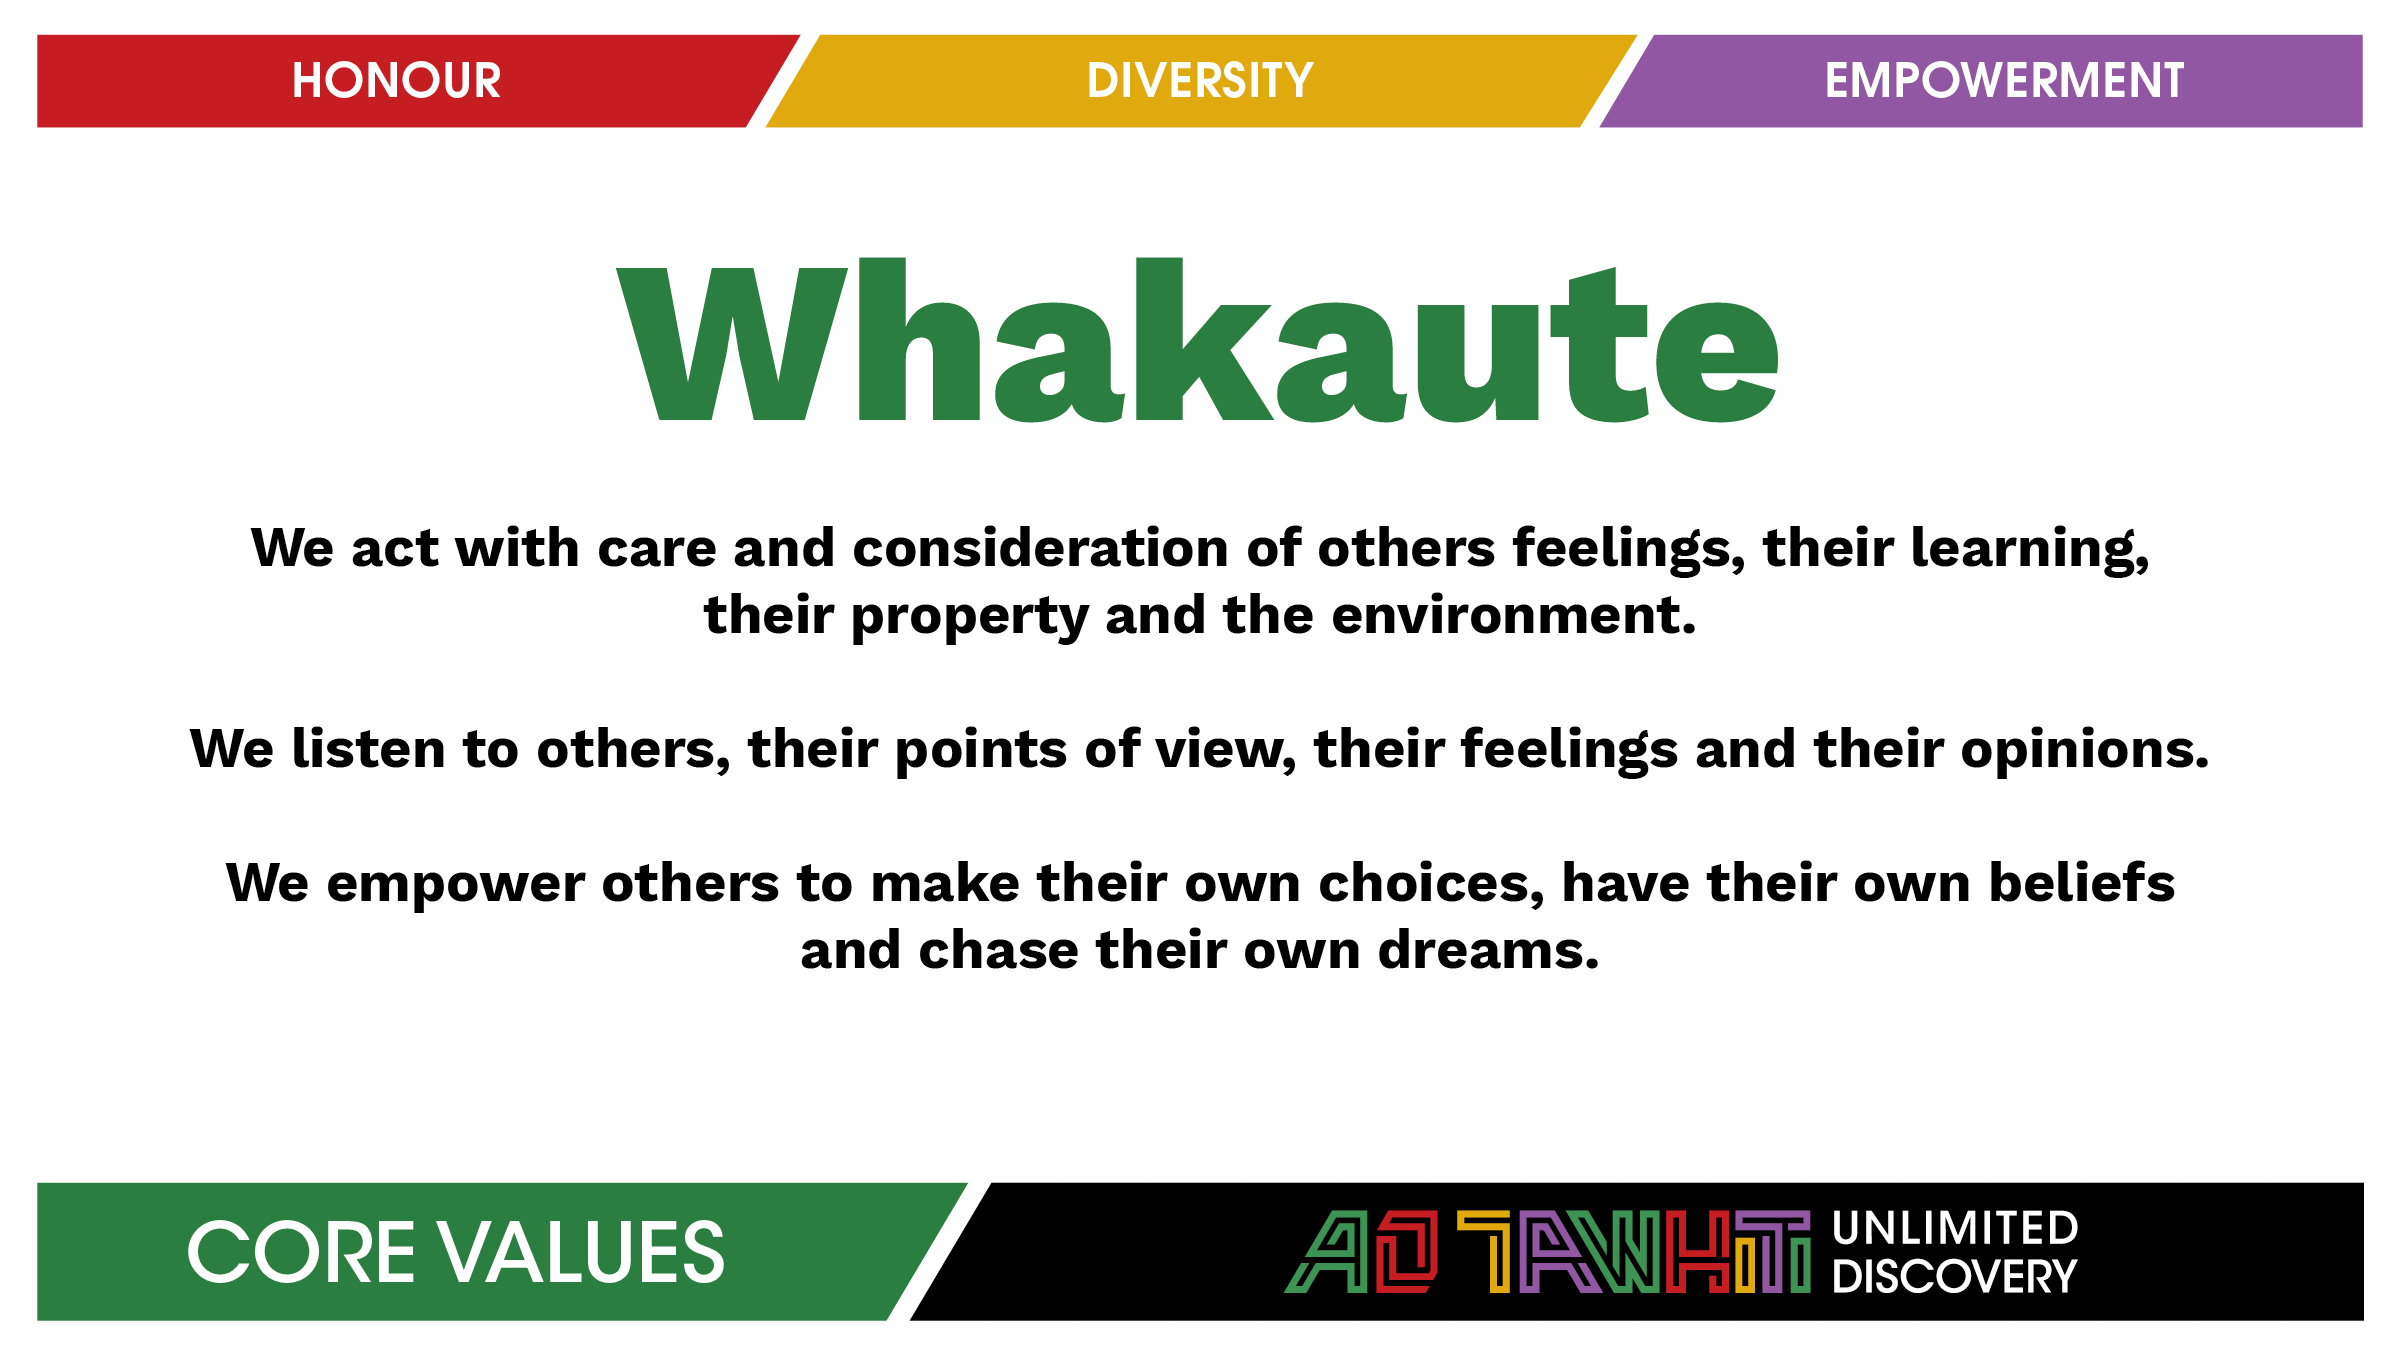 HONOUR
DIVERSITY
EMPOWERMENT
Whakaute
We act with care and consideration of others feelings, their learning,
their property and the environment.
We listen to others, their points of view, their feelings and their opinions.
We empower others to make their own choices, have their own beliefs
and chase their own dreams.
CORE VALUES
AO TAWHITI
UNLIMITED
DISCOVERY